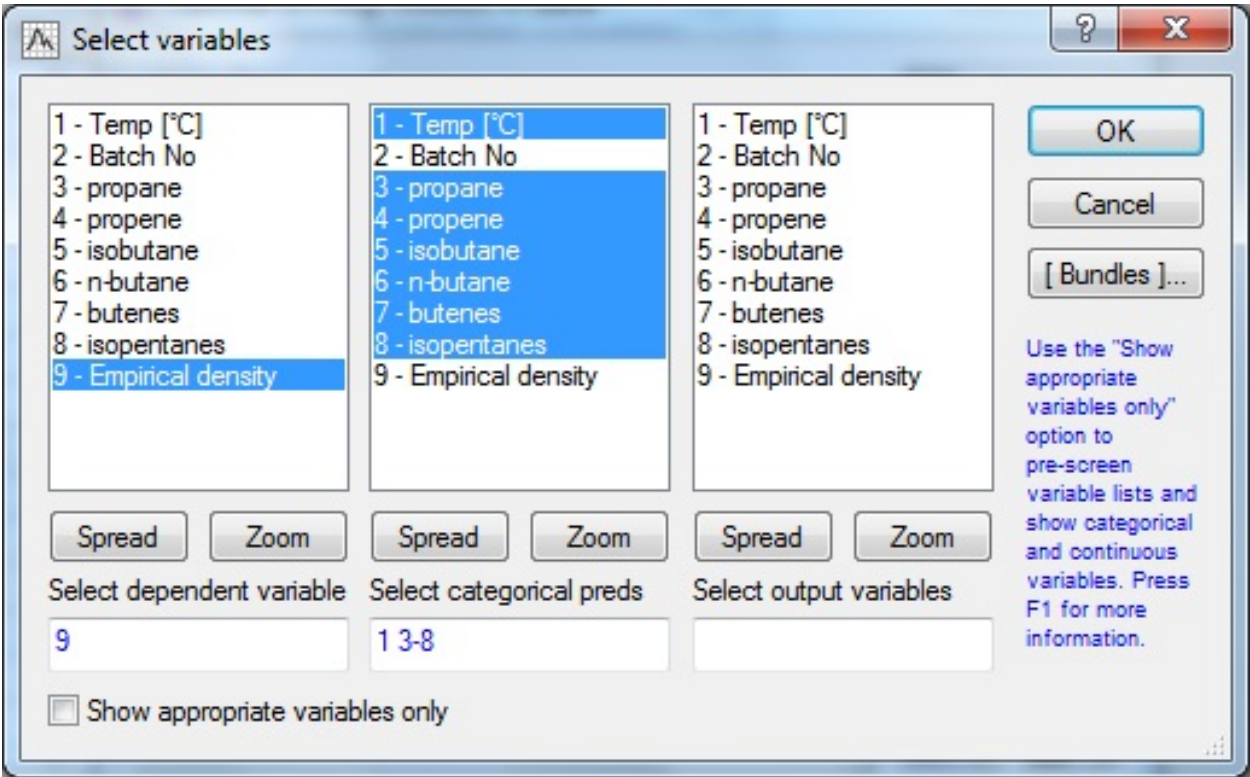 Select variables
?
X
1 - Temp [°C]
2 - Batch No
3 - propane
4 - propene
5 - isobutane
6 - n-butane
7 - butenes
8 - isopentanes
9 - Empirical density
1 - Temp [°C]
2 - Batch No
3 - propane
4 - propene
5 - isobutane
6 - n-butane
7 - butenes
8 - isopentanes
9 - Empirical density
1 - Temp [°C]
2 - Batch No
3 - propane
4 - propene
5 - isobutane
6 - n-butane
7 - butenes
8 - isopentanes
9 - Empirical density
OK
Cancel
[ Bundles ]...
Use the "Show
appropriate
variables only"
option to
pre-screen
variable lists and
show categorical
and continuous
variables. Press
F1 for more
information.
Spread Zoom
Spread Zoom
Spread Zoom
Select dependent variable
Select categorical preds
Select output variables
9
1 3-8
Show appropriate variables only